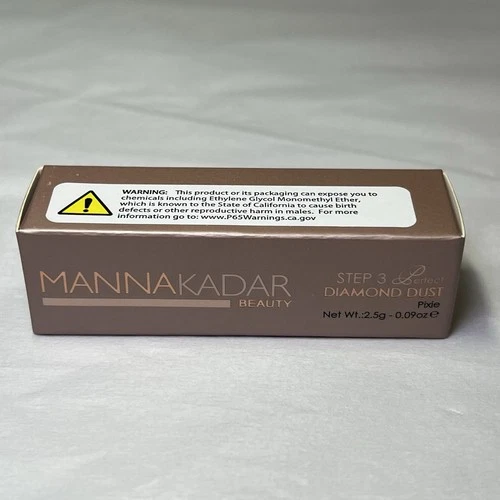 WARNING: This product or its packaging can expose you to
chemicals including Ethylene Glycol Monomethyl Ether,
which is known to the State of California to cause birth
defects or other reproductive harm in males. For more
information go to: www.P65Warnings.ca.gov
MANNAKADAR
BEAUTY
STEP 3 Perfect
DIAMOND DUST
Pixie
Net Wt.:2.5g - 0.09oz℮